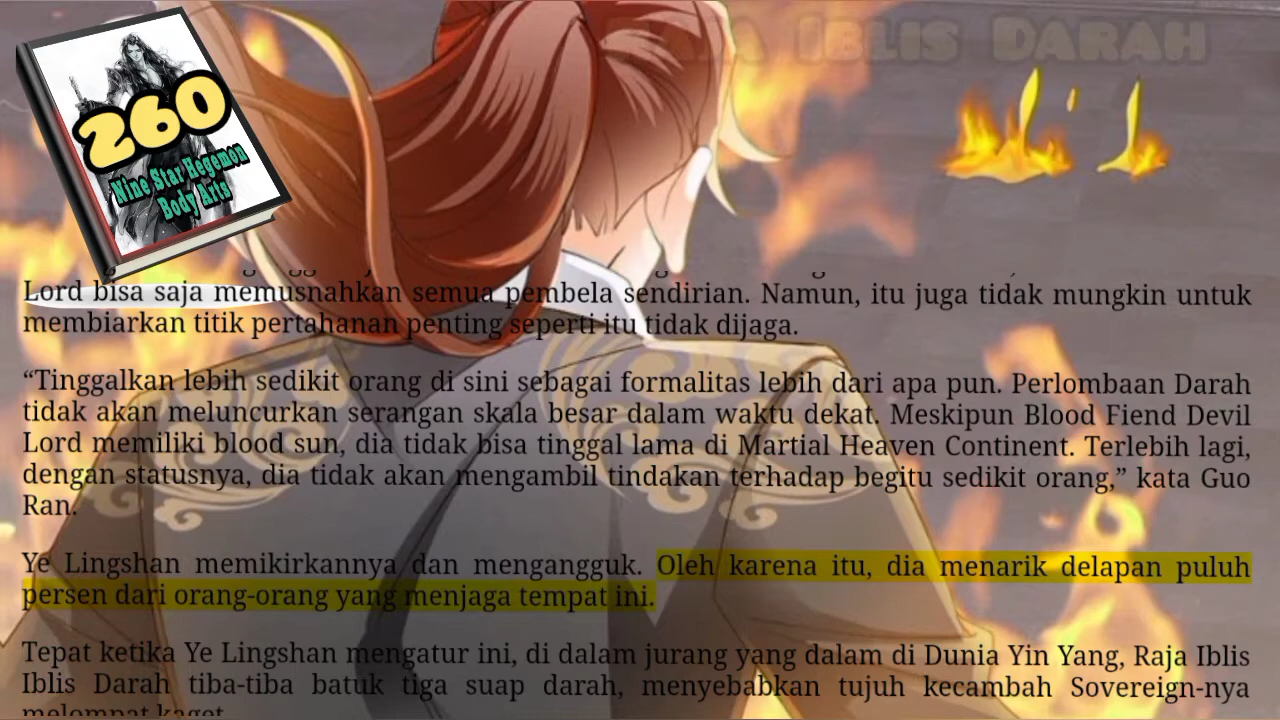 IBLIS DARAH
260
Nine Star Hegemon
Body Arts
Lord bisa saja memusnahkan semua pembela sendirian. Namun, itu juga tidak mungkin untuk
membiarkan titik pertahanan penting seperti itu tidak dijaga.
“Tinggalkan lebih sedikit orang di sini sebagai formalitas lebih dari apa pun. Perlombaan Darah
tidak akan meluncurkan serangan skala besar dalam waktu dekat. Meskipun Blood Fiend Devil
Lord memiliki blood sun, dia tidak bisa tinggal lama di Martial Heaven Continent. Terlebih lagi,
dengan statusnya, dia tidak akan mengambil tindakan terhadap begitu sedikit orang,” kata Guo
Ran.
Ye Lingshan memikirkannya dan mengangguk. Oleh karena itu, dia menarik delapan puluh
persen dari orang-orang yang menjaga tempat ini.
Tepat ketika Ye Lingshan mengatur ini, di dalam jurang yang dalam di Dunia Yin Yang, Raja Iblis
Iblis Darah tiba-tiba batuk tiga suap darah, menyebabkan tujuh kecambah Sovereign-nya
melompat kaget